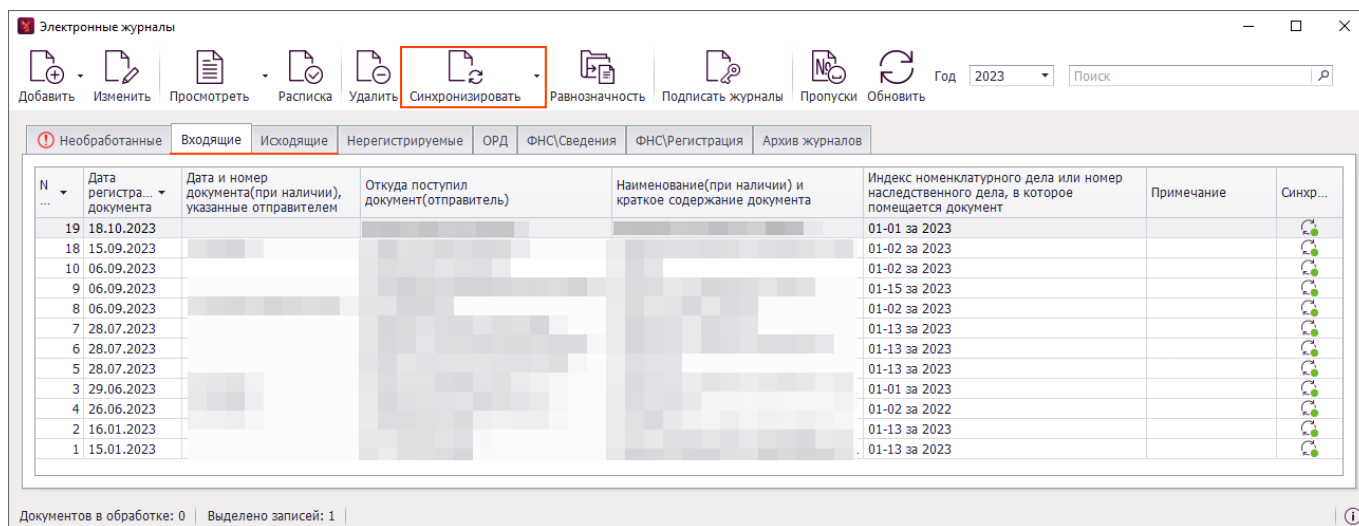 Электронные журналы
Добавить Изменить Просмотреть Расписка Удалить Синхронизировать Равнозначность Подписать журналы Пропуски Обновить Год 2023 Поиск
Необработанные Входящие Исходящие Нерегистрируемые ОРД ФНС\Сведения ФНС\Регистрация Архив журналов
N ... Дата регистра... документа Дата и номер документа(при наличии), указанные отправителем Откуда поступил документ(отправитель) Наименование(при наличии) и краткое содержание документа Индекс номенклатурного дела или номер наследственного дела, в которое помещается документ Примечание Синхр...
19 18.10.2023 01-01 за 2023
18 15.09.2023 01-02 за 2023
10 06.09.2023 01-02 за 2023
9 06.09.2023 01-15 за 2023
8 06.09.2023 01-02 за 2023
7 28.07.2023 01-13 за 2023
6 28.07.2023 01-13 за 2023
5 28.07.2023 01-13 за 2023
3 29.06.2023 01-01 за 2023
4 26.06.2023 01-02 за 2022
2 16.01.2023 01-13 за 2023
1 15.01.2023 01-13 за 2023
Документов в обработке: 0 Выделено записей: 1